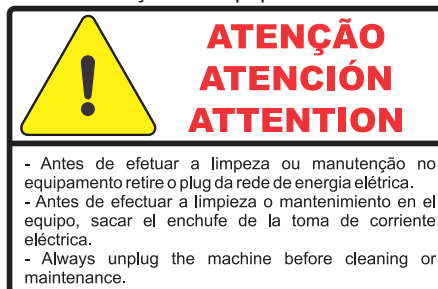 ATENÇÃO
ATENCIÓN
ATTENTION
- Antes de efetuar a limpeza ou manutenção no
equipamento retire o plug da rede de energia elétrica.
- Antes de efectuar a limpieza o mantenimiento en el
equipo, sacar el enchufe de la toma de corriente
eléctrica.
- Always unplug the machine before cleaning or
maintenance.